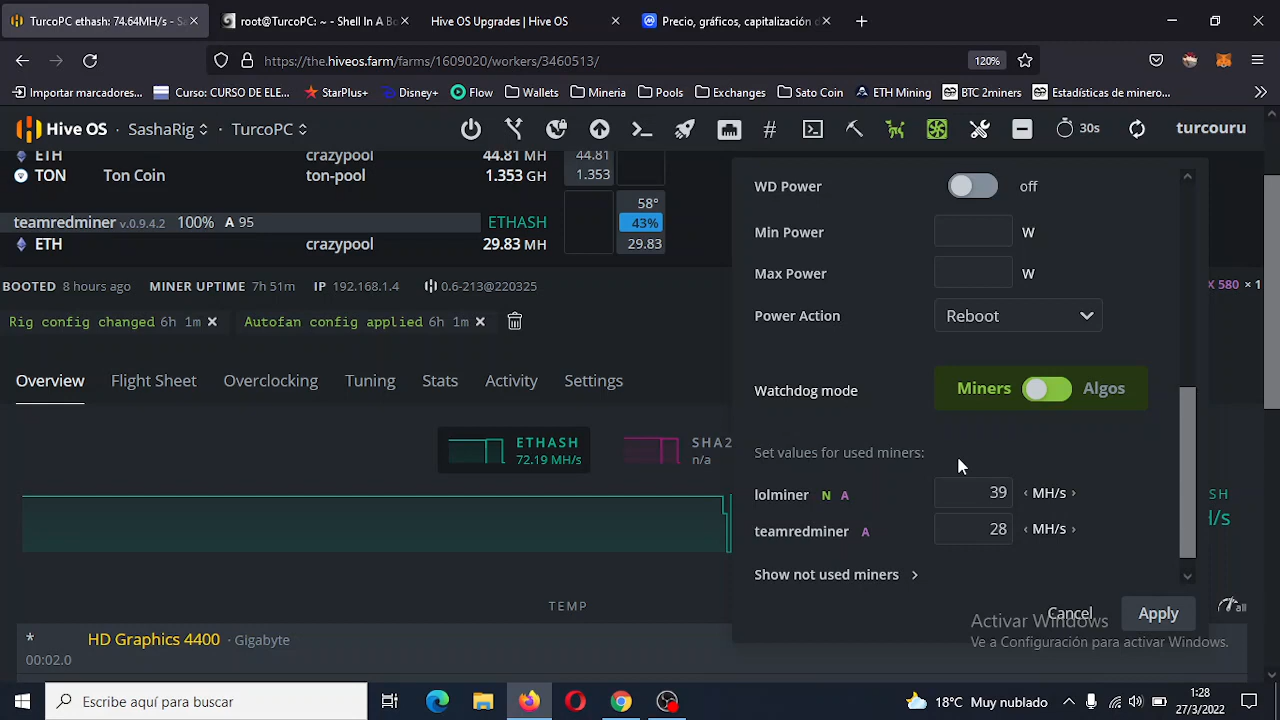 TurcoPC ethash: 74.64MH/s - Sa
root@TurcoPC: ~ - Shell In A Bo
Hive OS Upgrades | Hive OS
Precio, gráficos, capitalización d
https://the.hiveos.farm/farms/1609020/workers/3460513/
120%
Importar marcadores...
Curso: CURSO DE ELE...
StarPlus+
Disney+
Flow
Wallets
Mineria
Pools
Exchanges
Sato Coin
ETH Mining
BTC 2miners
Estadísticas de minero...
Hive OS
SashaRig
TurcoPC
30s
turcouru
ETH crazypool 44.81 MH 44.81
TON Ton Coin ton-pool 1.353 GH 1.353
teamredminer v.0.9.4.2 100% A 95 ETHASH
58°
43%
ETH crazypool 29.83 MH 29.83
BOOTED 8 hours ago MINER UPTIME 7h 51m IP 192.168.1.4 0.6-213@220325
X 580 × 1
Rig config changed 6h 1m
Autofan config applied 6h 1m
Overview
Flight Sheet
Overclocking
Tuning
Stats
Activity
Settings
ETHASH
72.19 MH/s
SHA2
n/a
SH
H/s
TEMP
* HD Graphics 4400 - Gigabyte
00:02.0
WD Power off
Min Power W
Max Power W
Power Action Reboot
Watchdog mode Miners Algos
Set values for used miners:
lolminer N A 39 MH/s
teamredminer A 28 MH/s
Show not used miners
Cancel
Apply
all
Activar Windows
Ve a Configuración para activar Windows.
Escribe aquí para buscar
18°C Muy nublado
1:28
27/3/2022